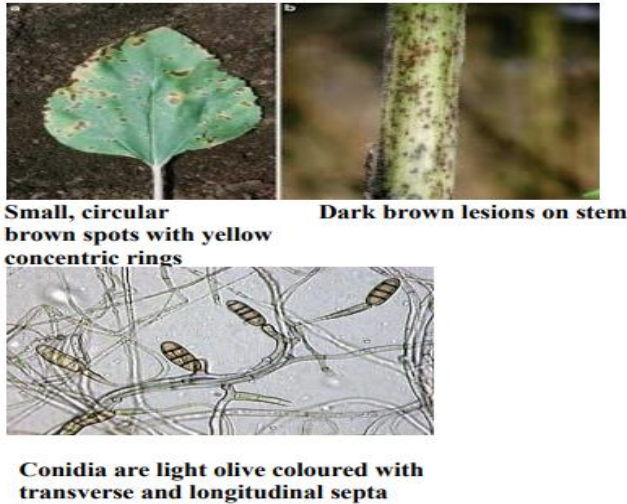 a
b
Small, circular
brown spots with yellow
concentric rings
Dark brown lesions on stem
Conidia are light olive coloured with
transverse and longitudinal septa